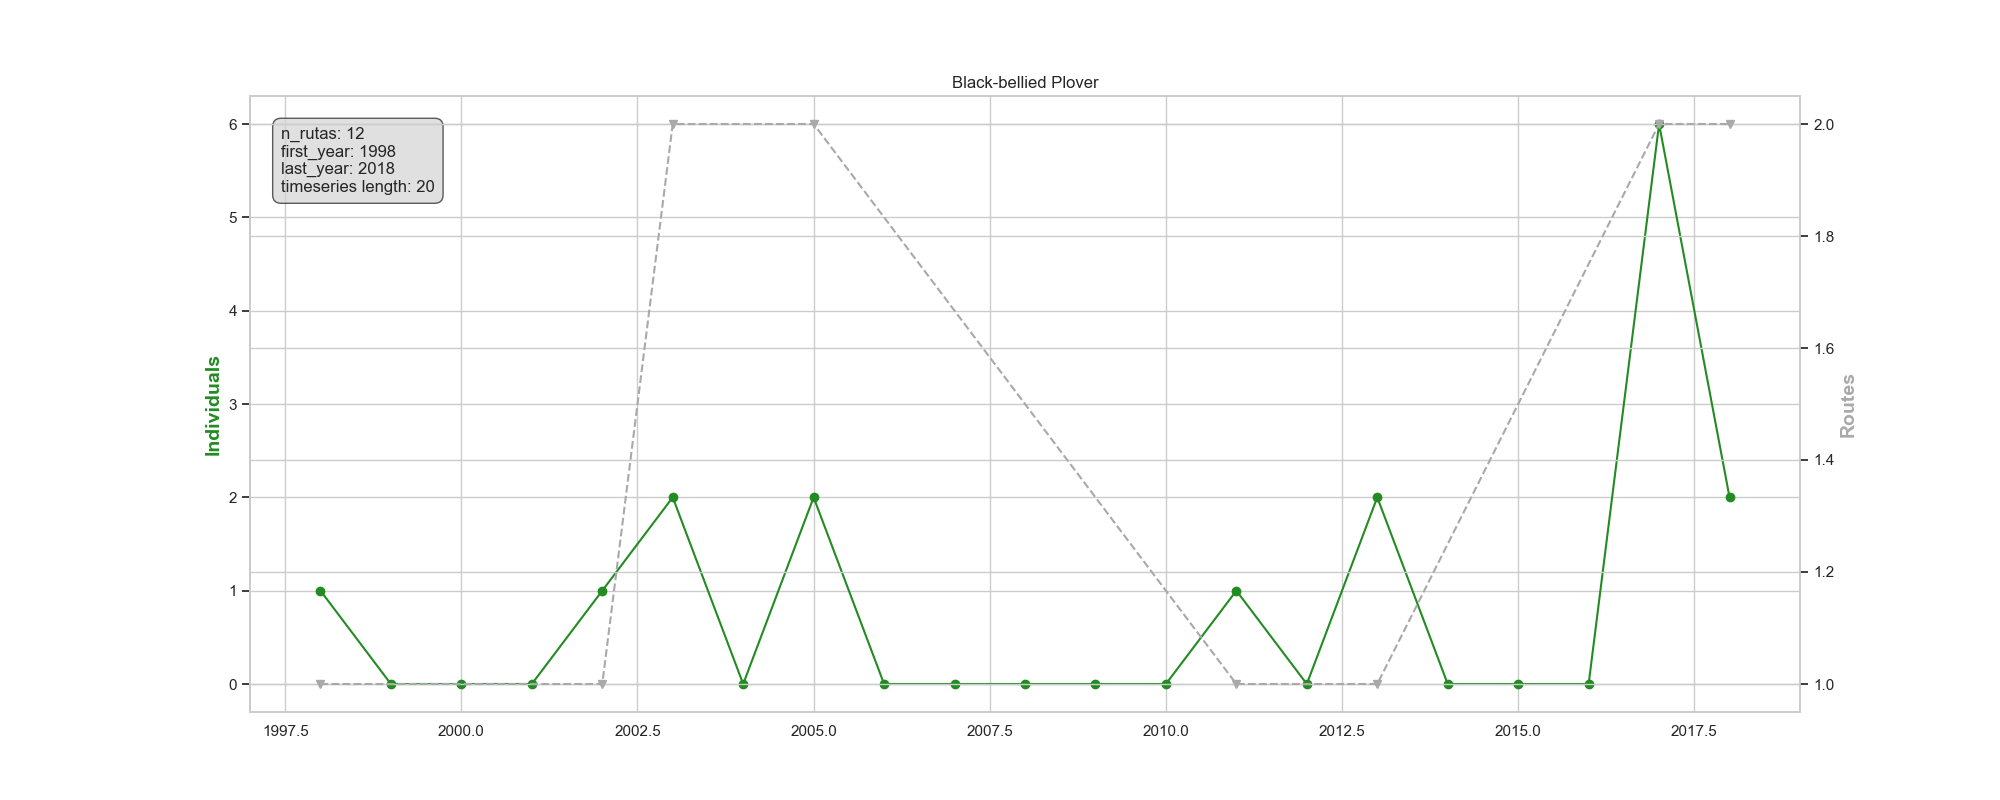 Black-bellied Plover
n_rutas: 12
first_year: 1998
last_year: 2018
timeseries length: 20
6
5
4
3
2
1
0
Individuals
2.0
1.8
1.6
1.4
1.2
1.0
Routes
1997.5 2000.0 2002.5 2005.0 2007.5 2010.0 2012.5 2015.0 2017.5